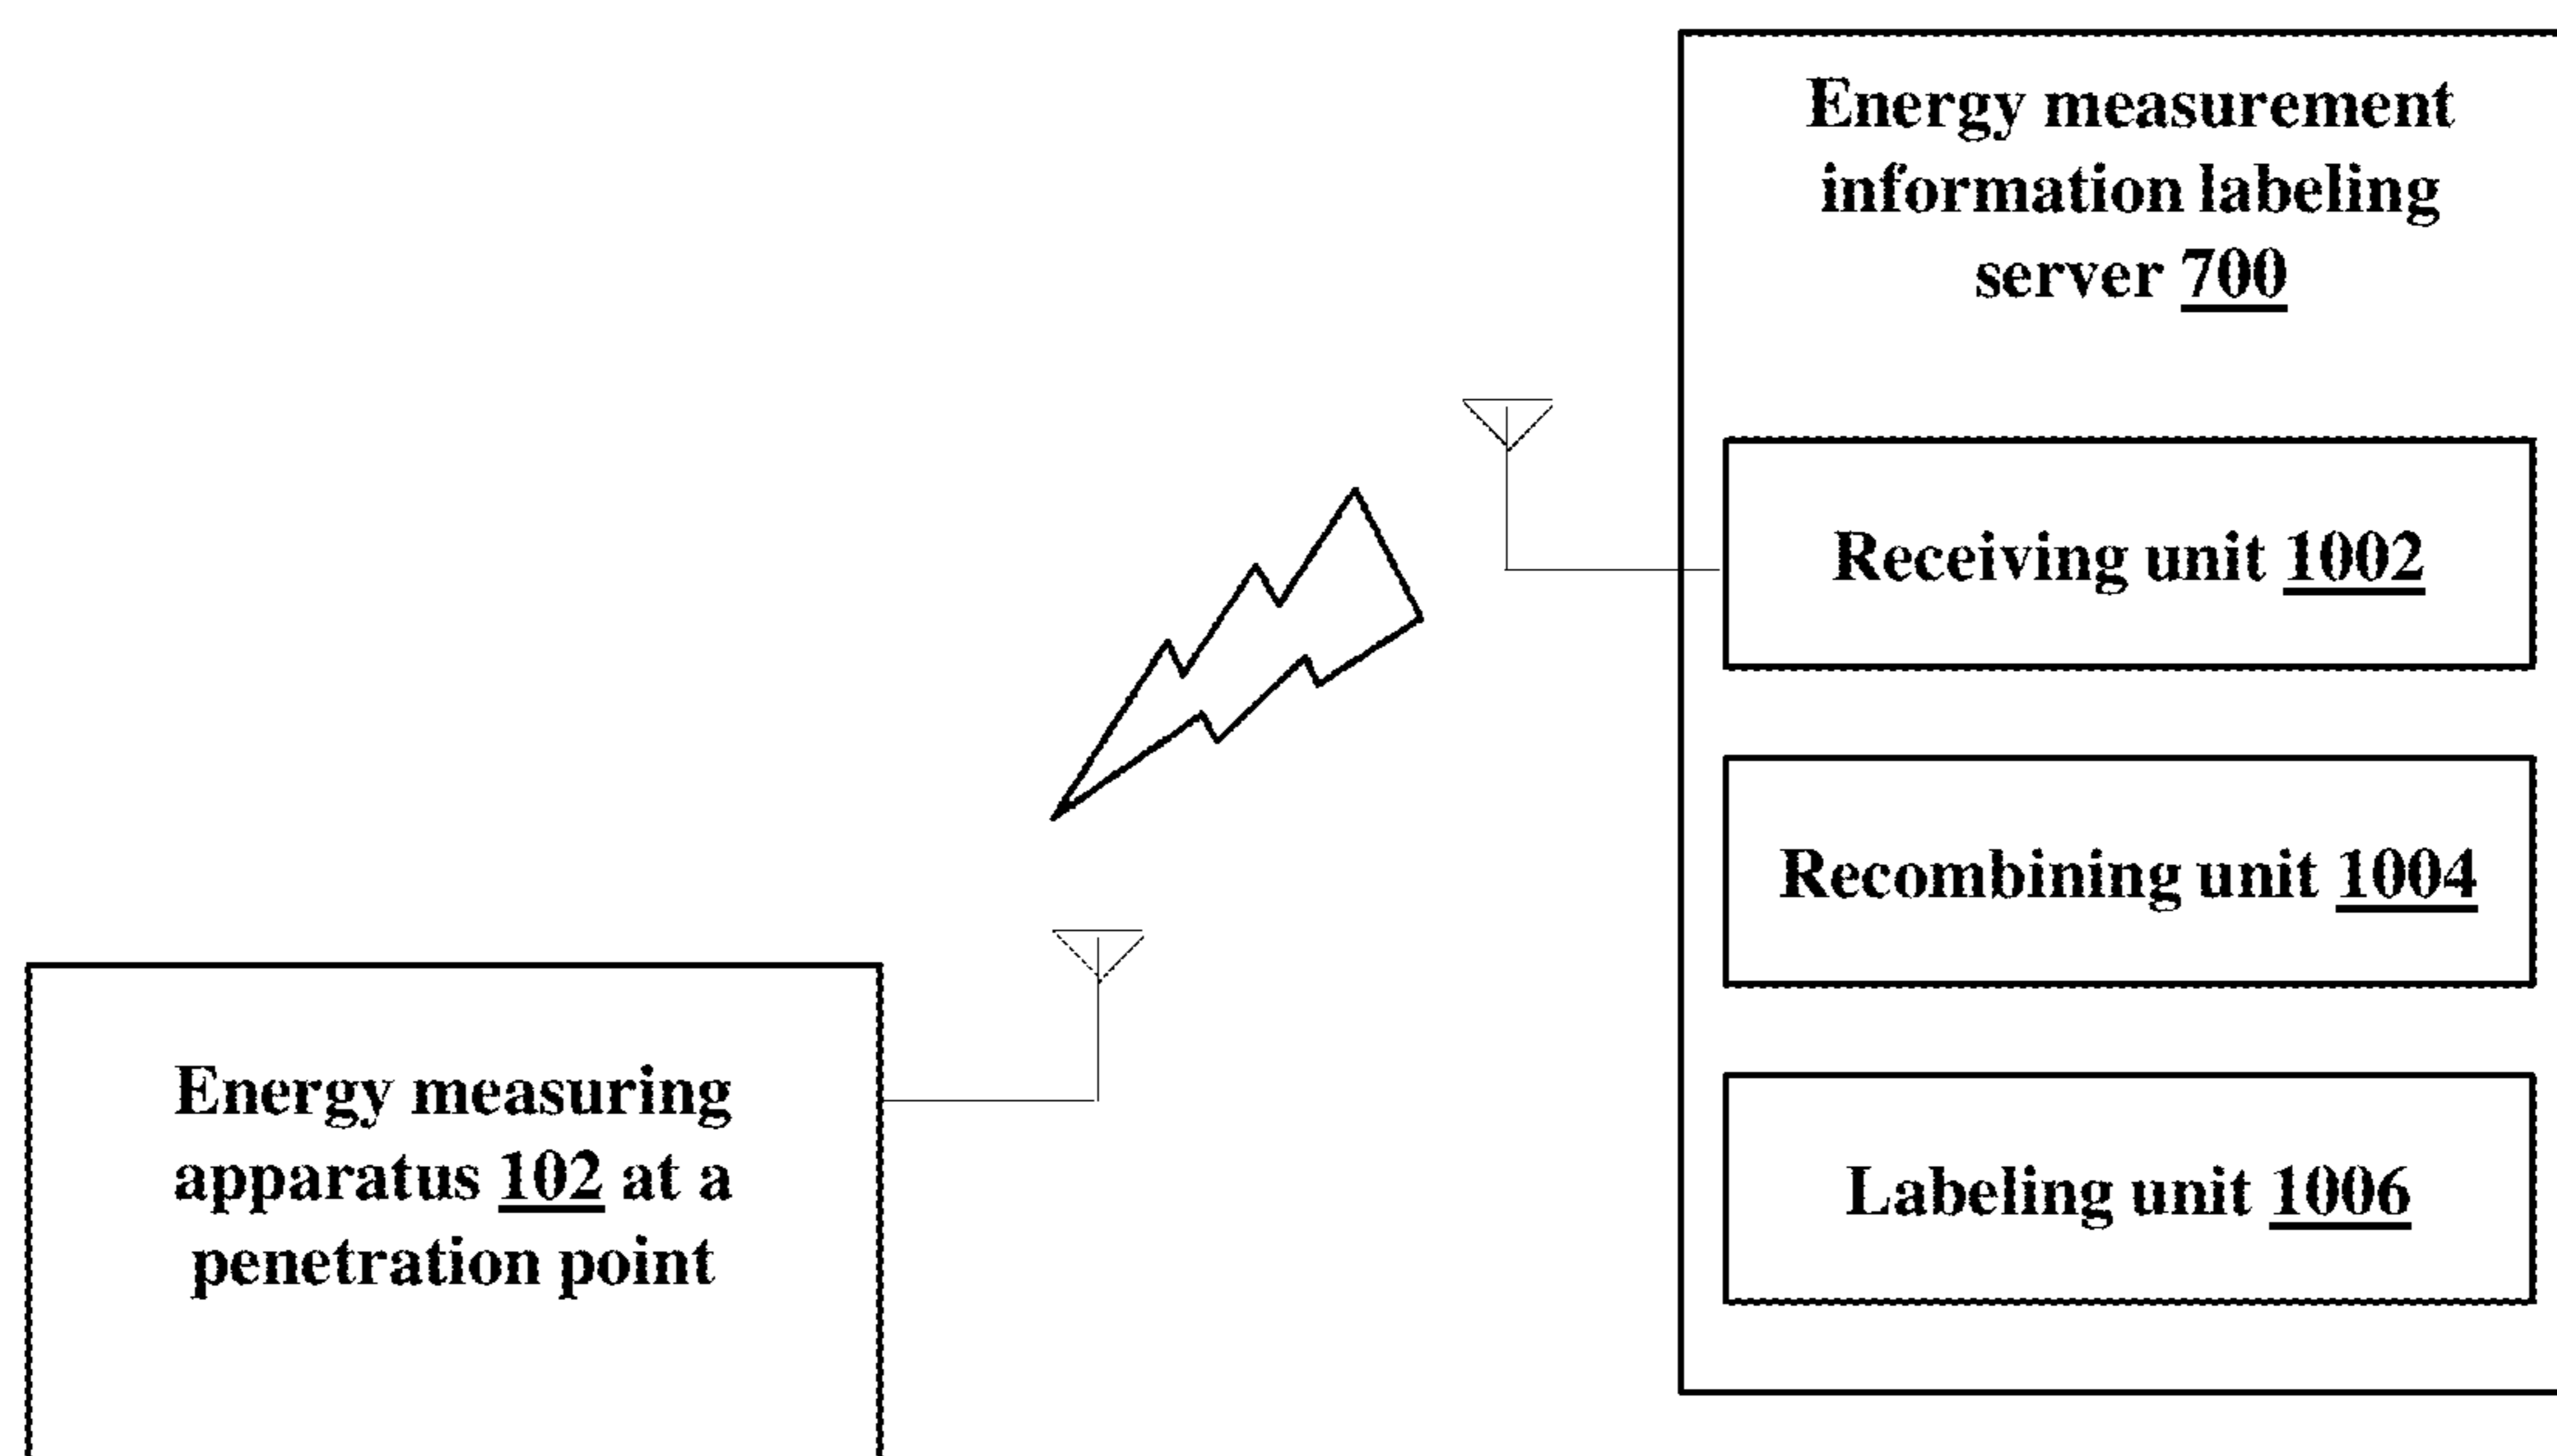 Energy measurement
information labeling
server 700
Receiving unit 1002
Recombining unit 1004
Labeling unit 1006
Energy measuring
apparatus 102 at a
penetration point